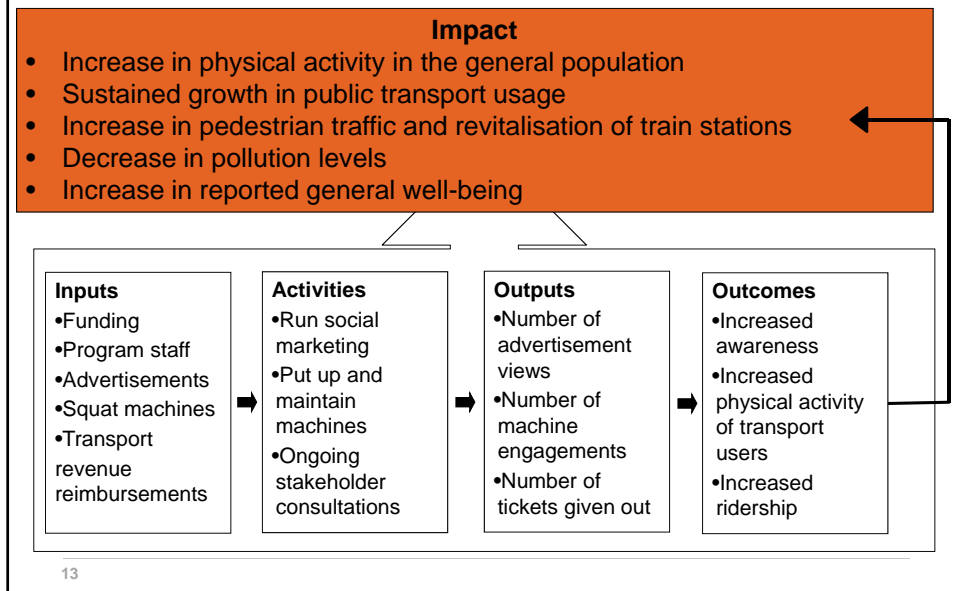 Impact
• Increase in physical activity in the general population
• Sustained growth in public transport usage
• Increase in pedestrian traffic and revitalisation of train stations
• Decrease in pollution levels
• Increase in reported general well-being
Inputs
•Funding
•Program staff
•Advertisements
•Squat machines
•Transport
revenue
reimbursements
Activities
•Run social
marketing
•Put up and
maintain
machines
•Ongoing
stakeholder
consultations
Outputs
•Number of
advertisement
views
•Number of
machine
engagements
•Number of
tickets given out
Outcomes
•Increased
awareness
•Increased
physical activity
of transport
users
•Increased
ridership
13